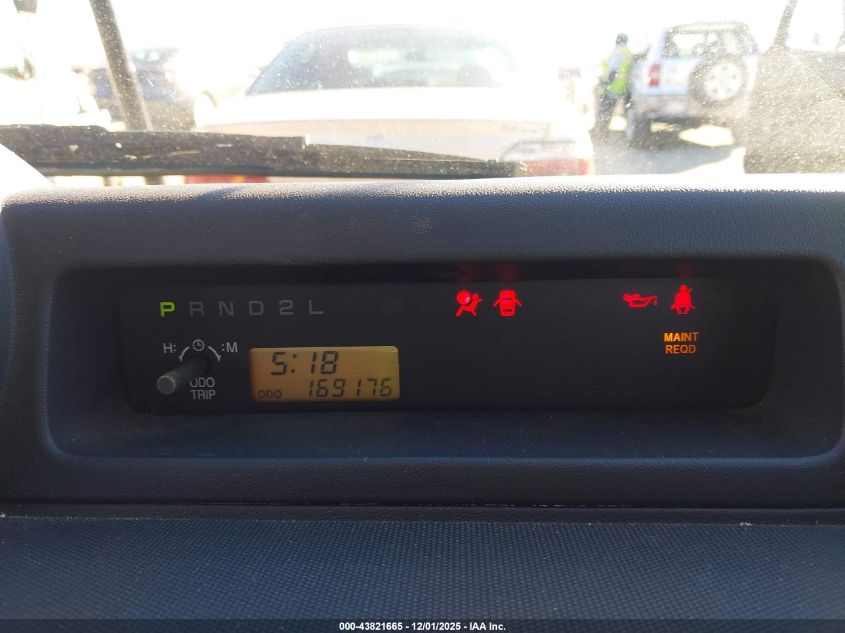 P R N D 2 L
H: :M
ODO
TRIP
5:18
ODO 169176
MAINT
REQD
000-43821665 - 12/01/2025 - IAA Inc.